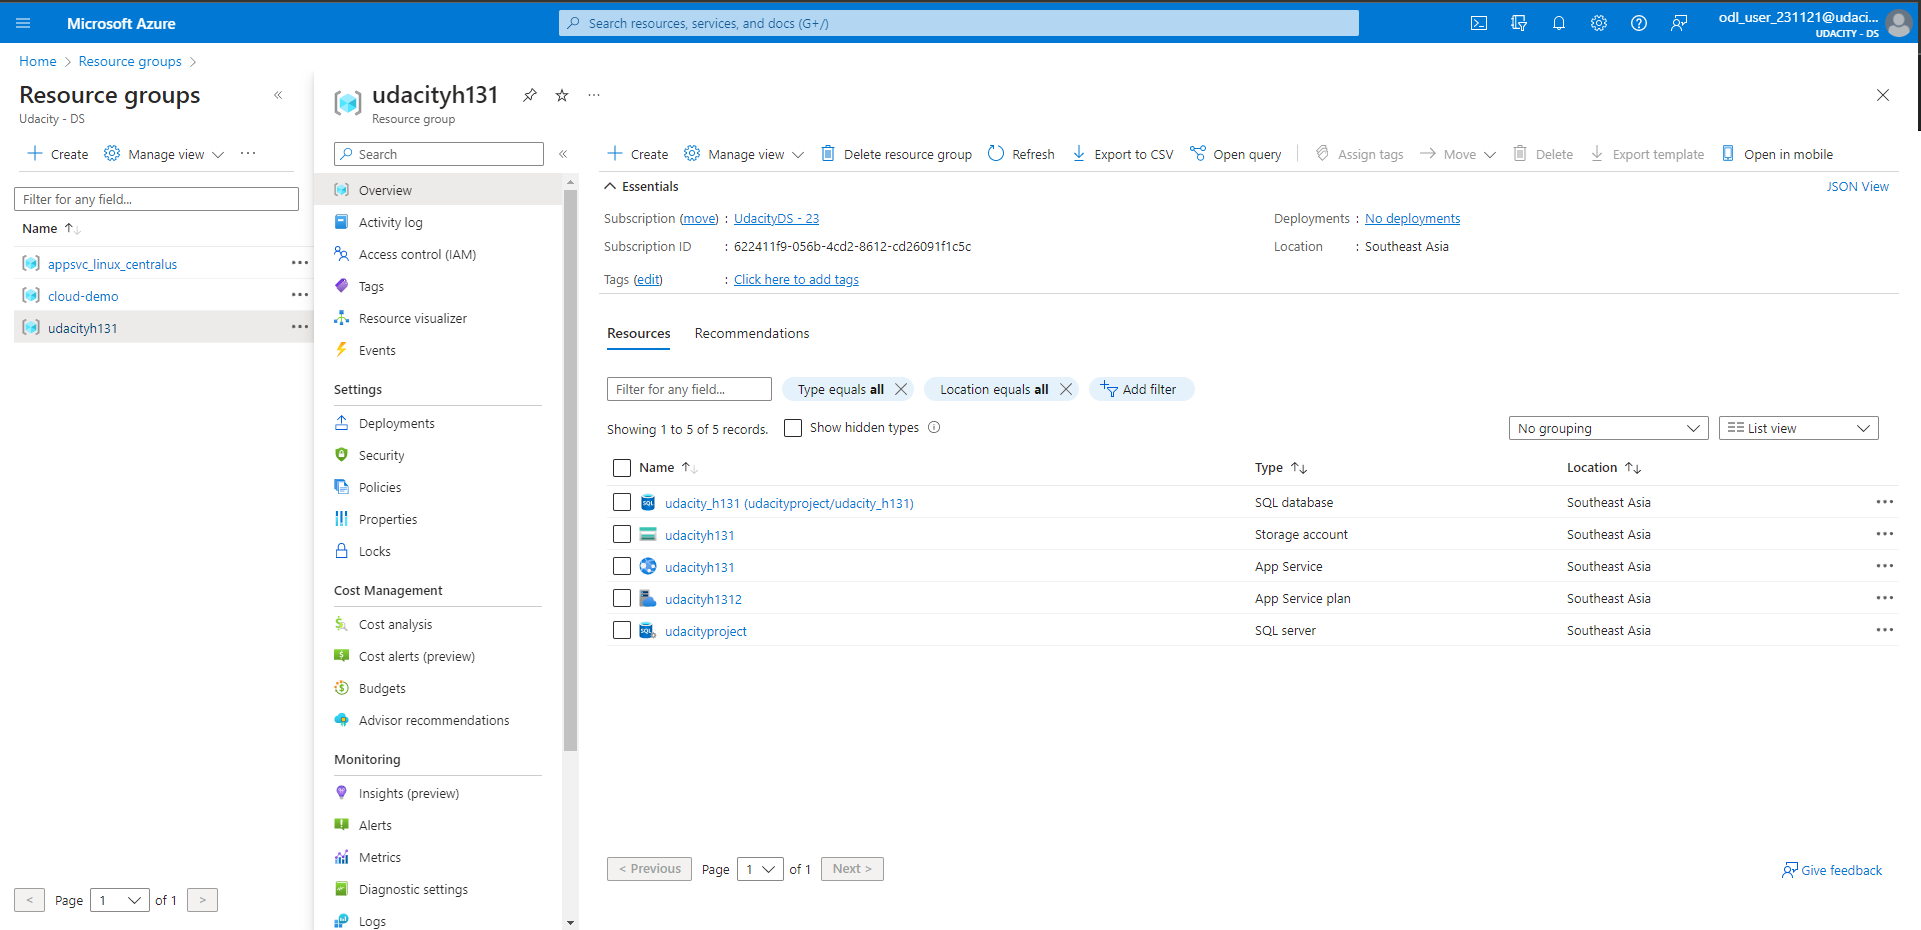 Microsoft Azure
Search resources, services, and docs (G+/)
odl_user_231121@udaci...
UDACITY - DS
Home > Resource groups >
Resource groups
Udacity - DS
Create Manage view
Filter for any field...
Name
appsvc_linux_centralus
cloud-demo
udacityh131
< Page 1 of 1 >
udacityh131
Resource group
Search
Overview
Activity log
Access control (IAM)
Tags
Resource visualizer
Events
Settings
Deployments
Security
Policies
Properties
Locks
Cost Management
Cost analysis
Cost alerts (preview)
Budgets
Advisor recommendations
Monitoring
Insights (preview)
Alerts
Metrics
Diagnostic settings
Logs
Create Manage view Delete resource group Refresh Export to CSV Open query Assign tags Move Delete Export template Open in mobile
Essentials JSON View
Subscription (move) : UdacityDS - 23 Deployments : No deployments
Subscription ID : 622411f9-056b-4cd2-8612-cd26091f1c5c Location : Southeast Asia
Tags (edit) : Click here to add tags
Resources Recommendations
Filter for any field... Type equals all Location equals all Add filter
Showing 1 to 5 of 5 records. Show hidden types No grouping List view
Name Type Location
udacity_h131 (udacityproject/udacity_h131) SQL database Southeast Asia
udacityh131 Storage account Southeast Asia
udacityh131 App Service Southeast Asia
udacityh1312 App Service plan Southeast Asia
udacityproject SQL server Southeast Asia
< Previous Page 1 of 1 Next > Give feedback